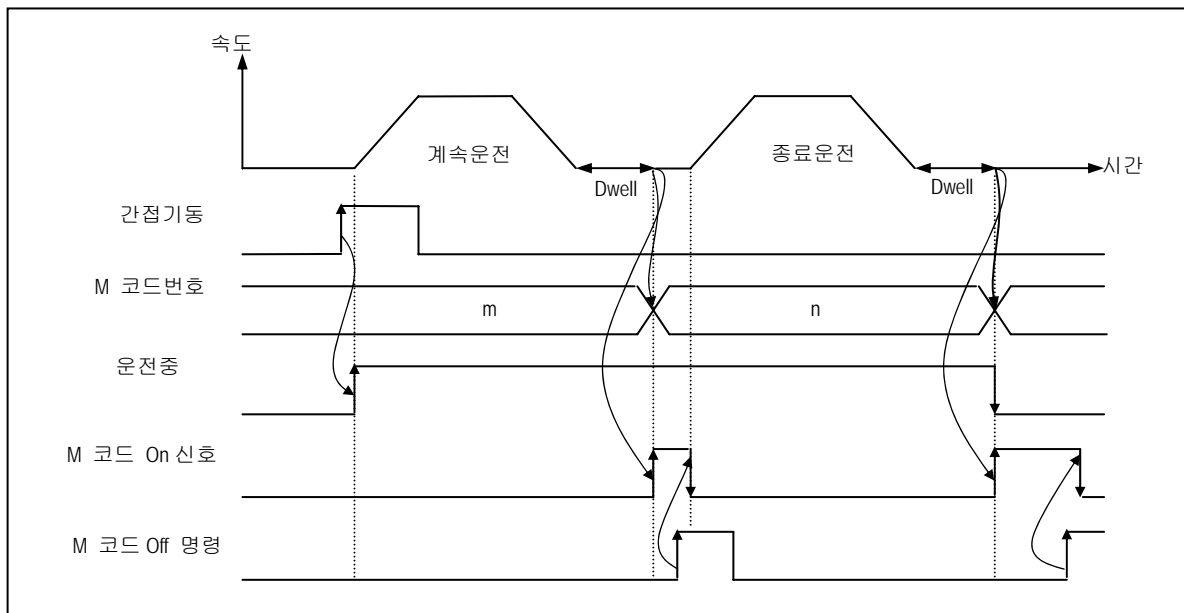 속도
계속운전
종료운전
시간
Dwell
Dwell
간접기동
M 코드번호
m
n
운전중
M 코드 On 신호
M 코드 Off 명령